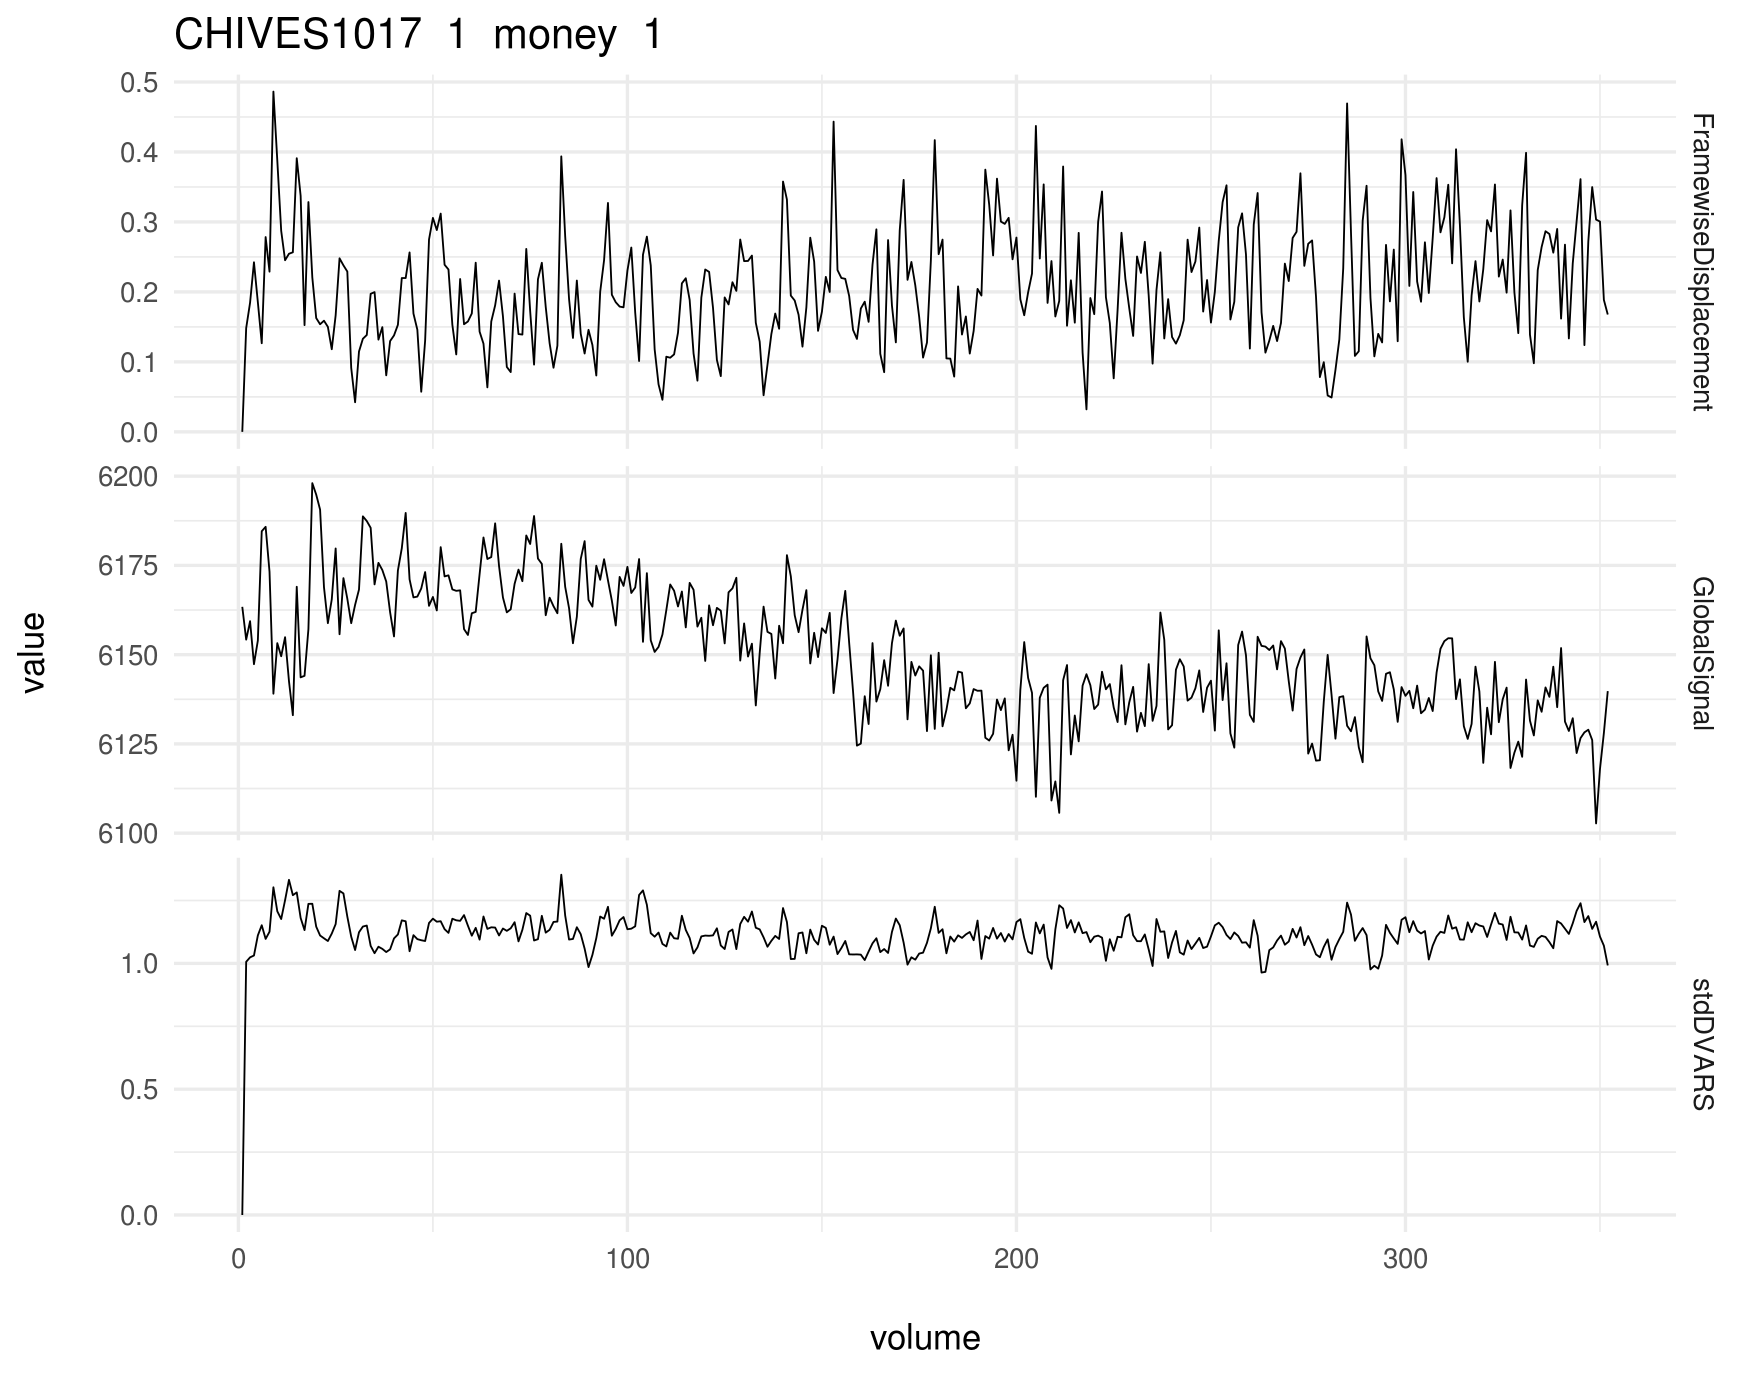 CHIVES1017 1 money 1
0.5
0.4
0.3
0.2
0.1
0.0
FramewiseDisplacement
6200
6175
6150
6125
6100
GlobalSignal
value
1.0
0.5
0.0
stdDVARS
0 100 200 300
volume